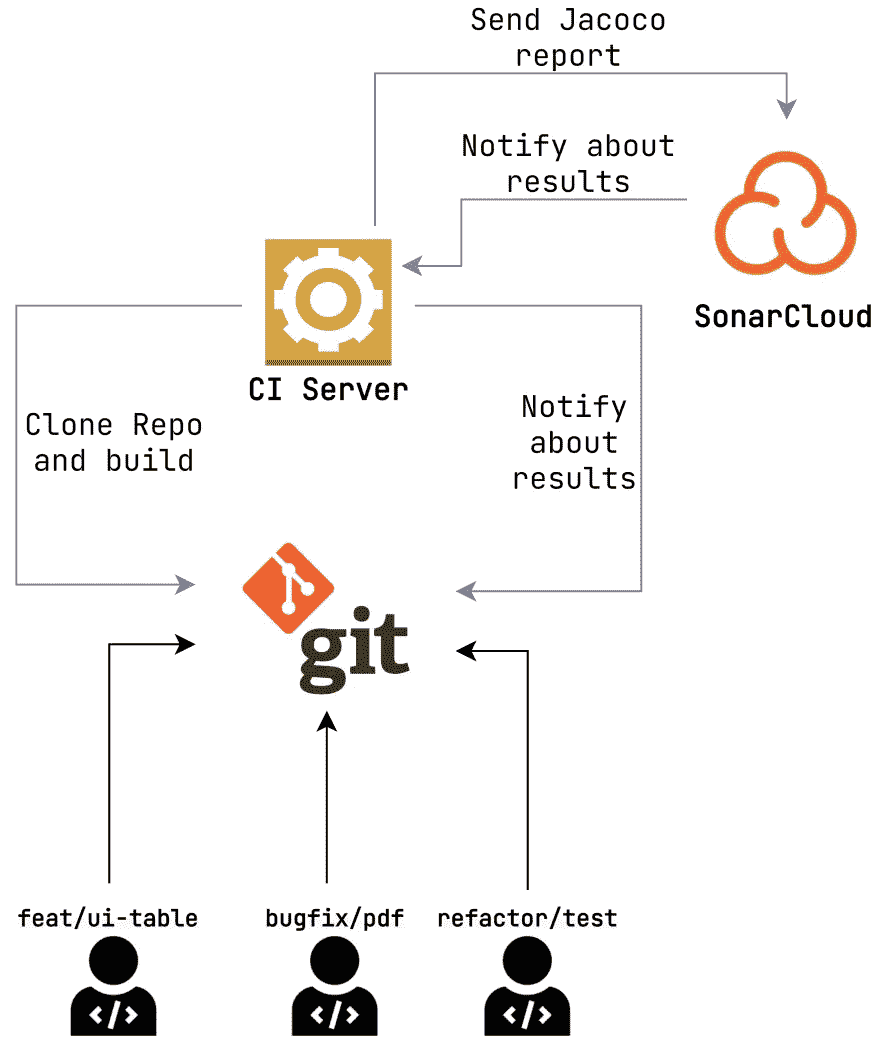 Send Jacoco
report
Notify about
results
SonarCloud
CI Server
Clone Repo
and build
Notify
about
results
git
feat/ui-table
bugfix/pdf
refactor/test
</>
</>
</>